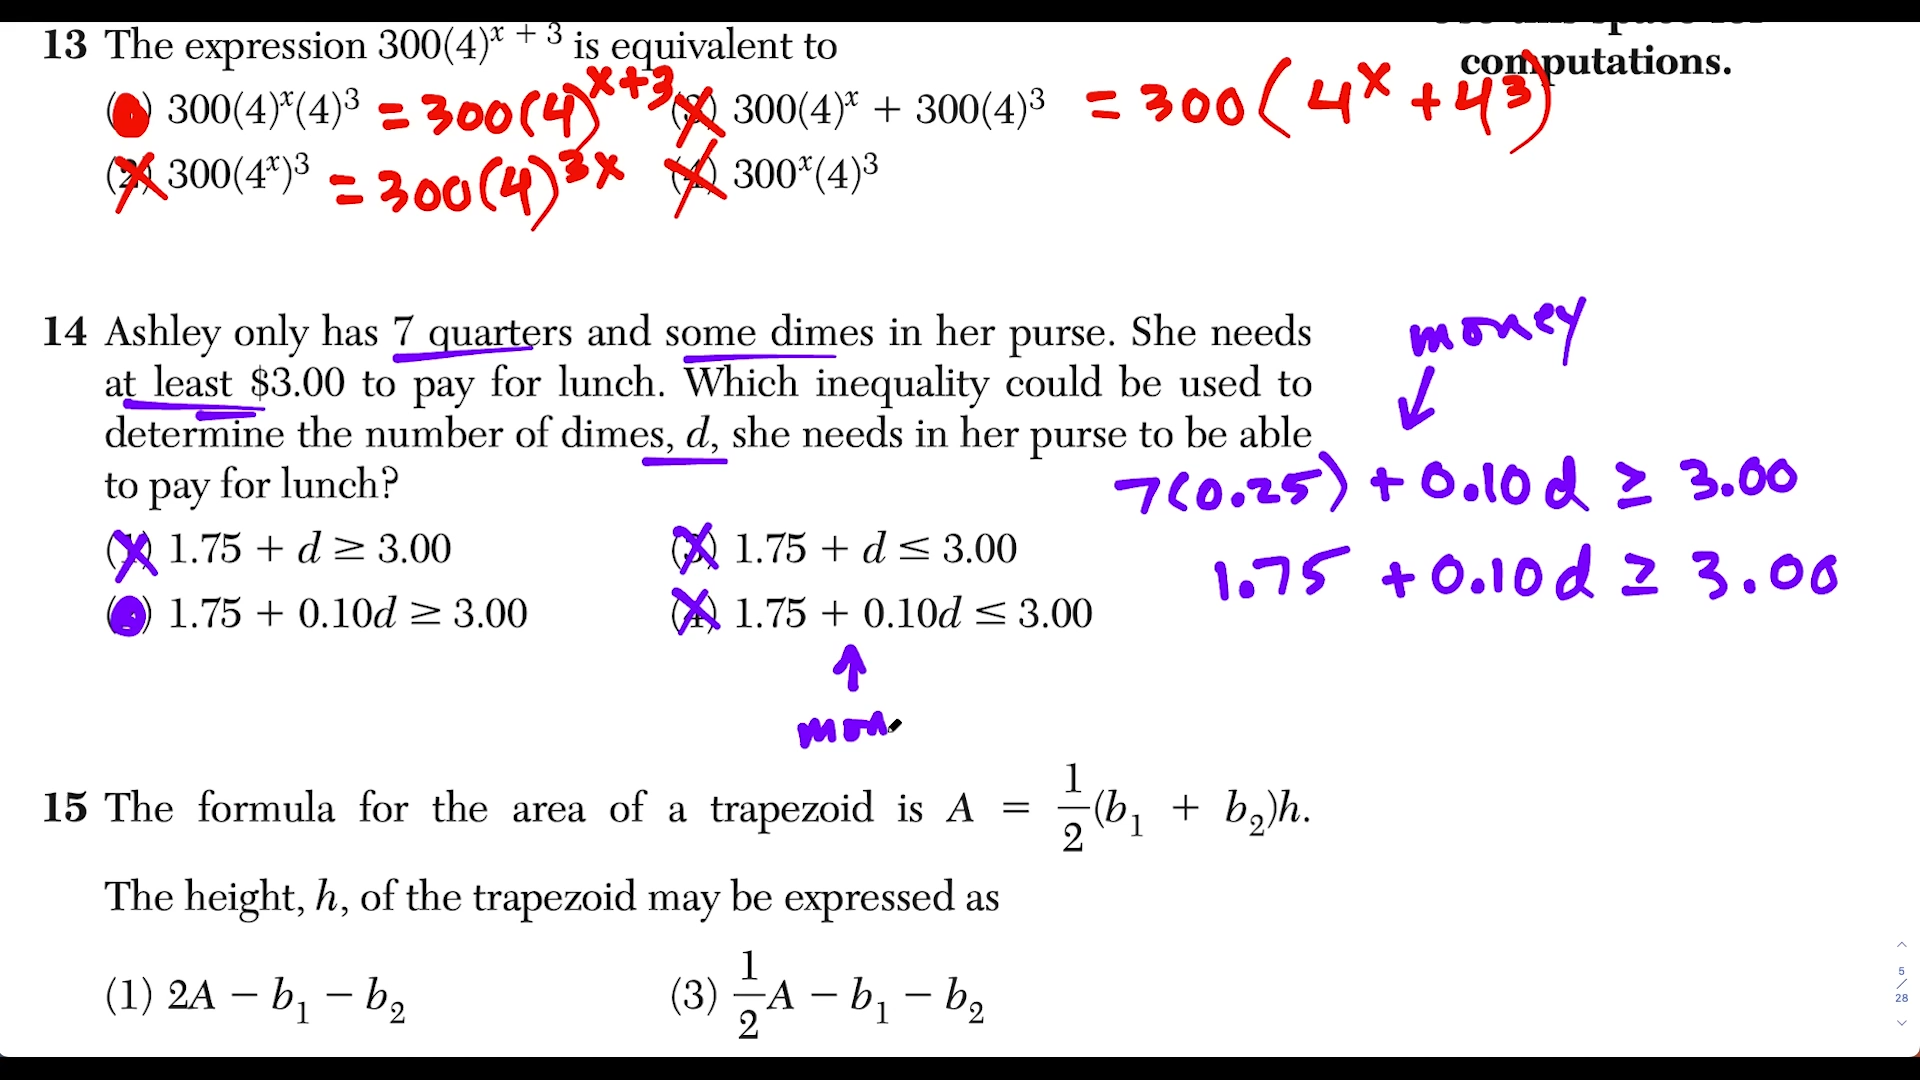 computations.
13 The expression 300(4)^{x + 3} is equivalent to
300(4)^x(4)^3 = 300(4)^{x+3} (3) 300(4)^x + 300(4)^3 = 300(4^x + 4^3)
(2) 300(4^x)^3 = 300(4)^{3x} (4) 300^x(4)^3
14 Ashley only has 7 quarters and some dimes in her purse. She needs
at least $3.00 to pay for lunch. Which inequality could be used to
determine the number of dimes, d, she needs in her purse to be able
to pay for lunch?
money
7(0.25) + 0.10d ≥ 3.00
(1) 1.75 + d ≥ 3.00 (3) 1.75 + d ≤ 3.00
1.75 + 0.10d ≥ 3.00
1.75 + 0.10d ≥ 3.00 (4) 1.75 + 0.10d ≤ 3.00
mon
15 The formula for the area of a trapezoid is A = 1/2(b₁ + b₂)h.
The height, h, of the trapezoid may be expressed as
(1) 2A − b₁ − b₂ (3) 1/2A − b₁ − b₂
5
/
28